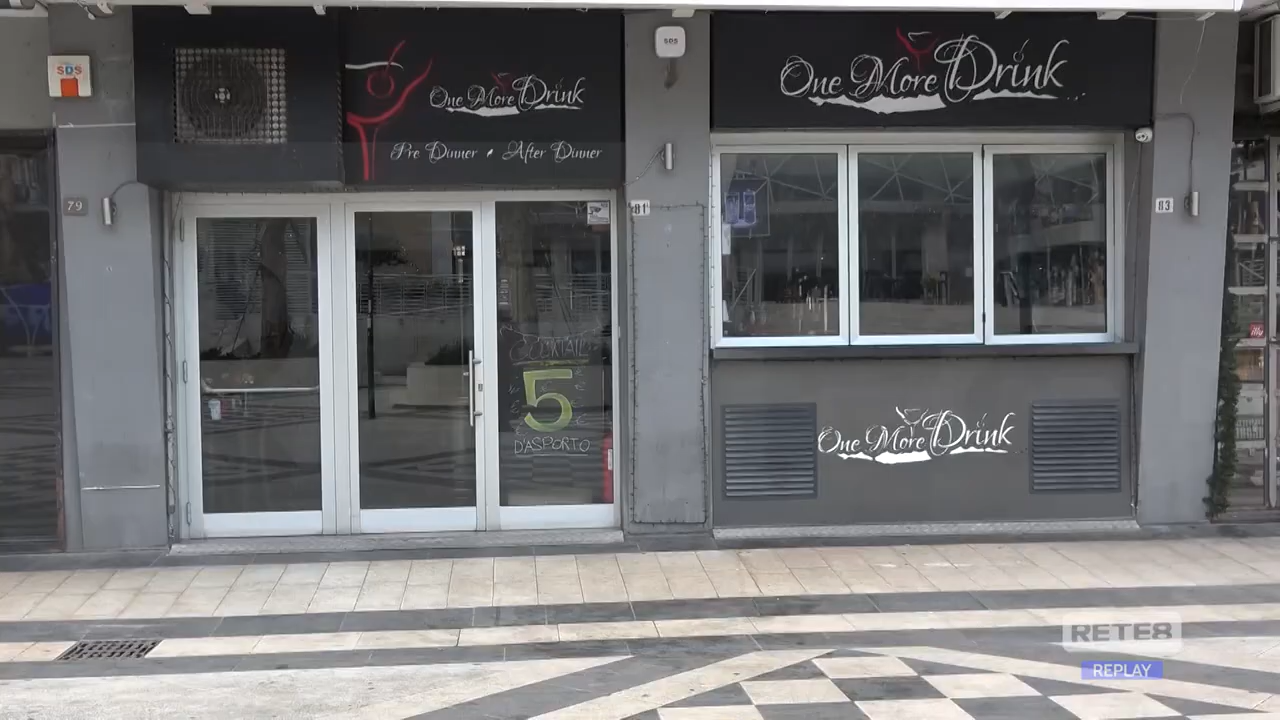 SOS
One More Drink
Pre Dinner • After Dinner
SOS
One More Drink
79
81
83
COCKTAIL
5
D'ASPORTO
One More Drink
RETE8
REPLAY